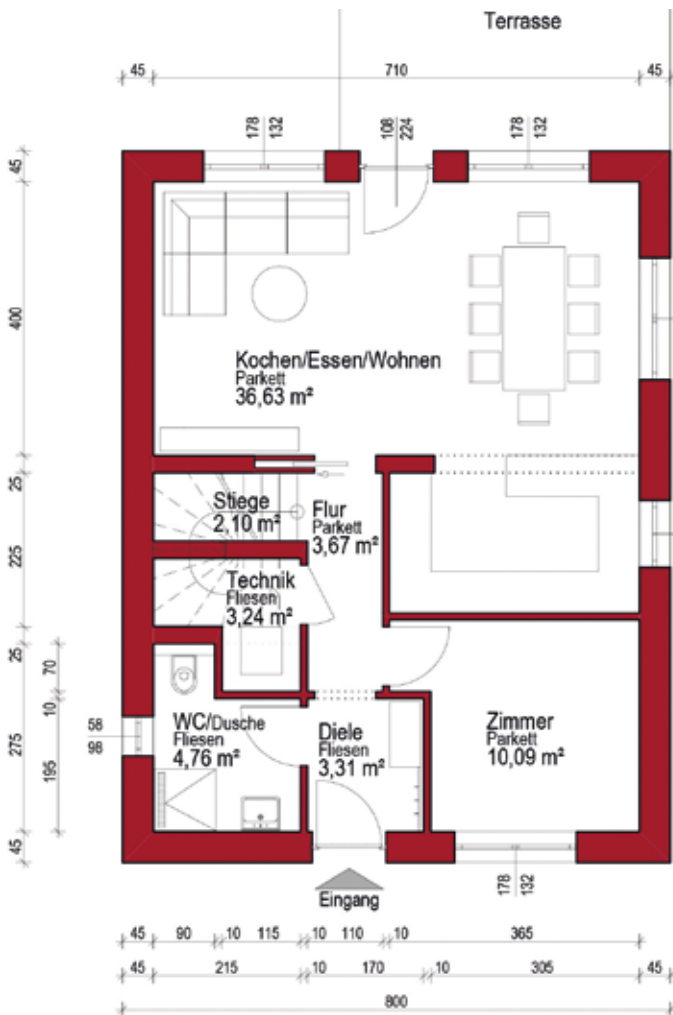 Terrasse
45 710 45
178 132
108 224
178 132
45
400
Kochen/Essen/Wohnen
Parkett
36,63 m²
25
Stiege
2,10 m²
Flur
Parkett
3,67 m²
225
Technik
Fliesen
3,24 m²
25
70
10
275
195
58
98
WC/Dusche
Fliesen
4,76 m²
Diele
Fliesen
3,31 m²
Zimmer
Parkett
10,09 m²
45
178 132
Eingang
45 90 10 115 10 110 10 365
45 215 10 170 10 305 45
800